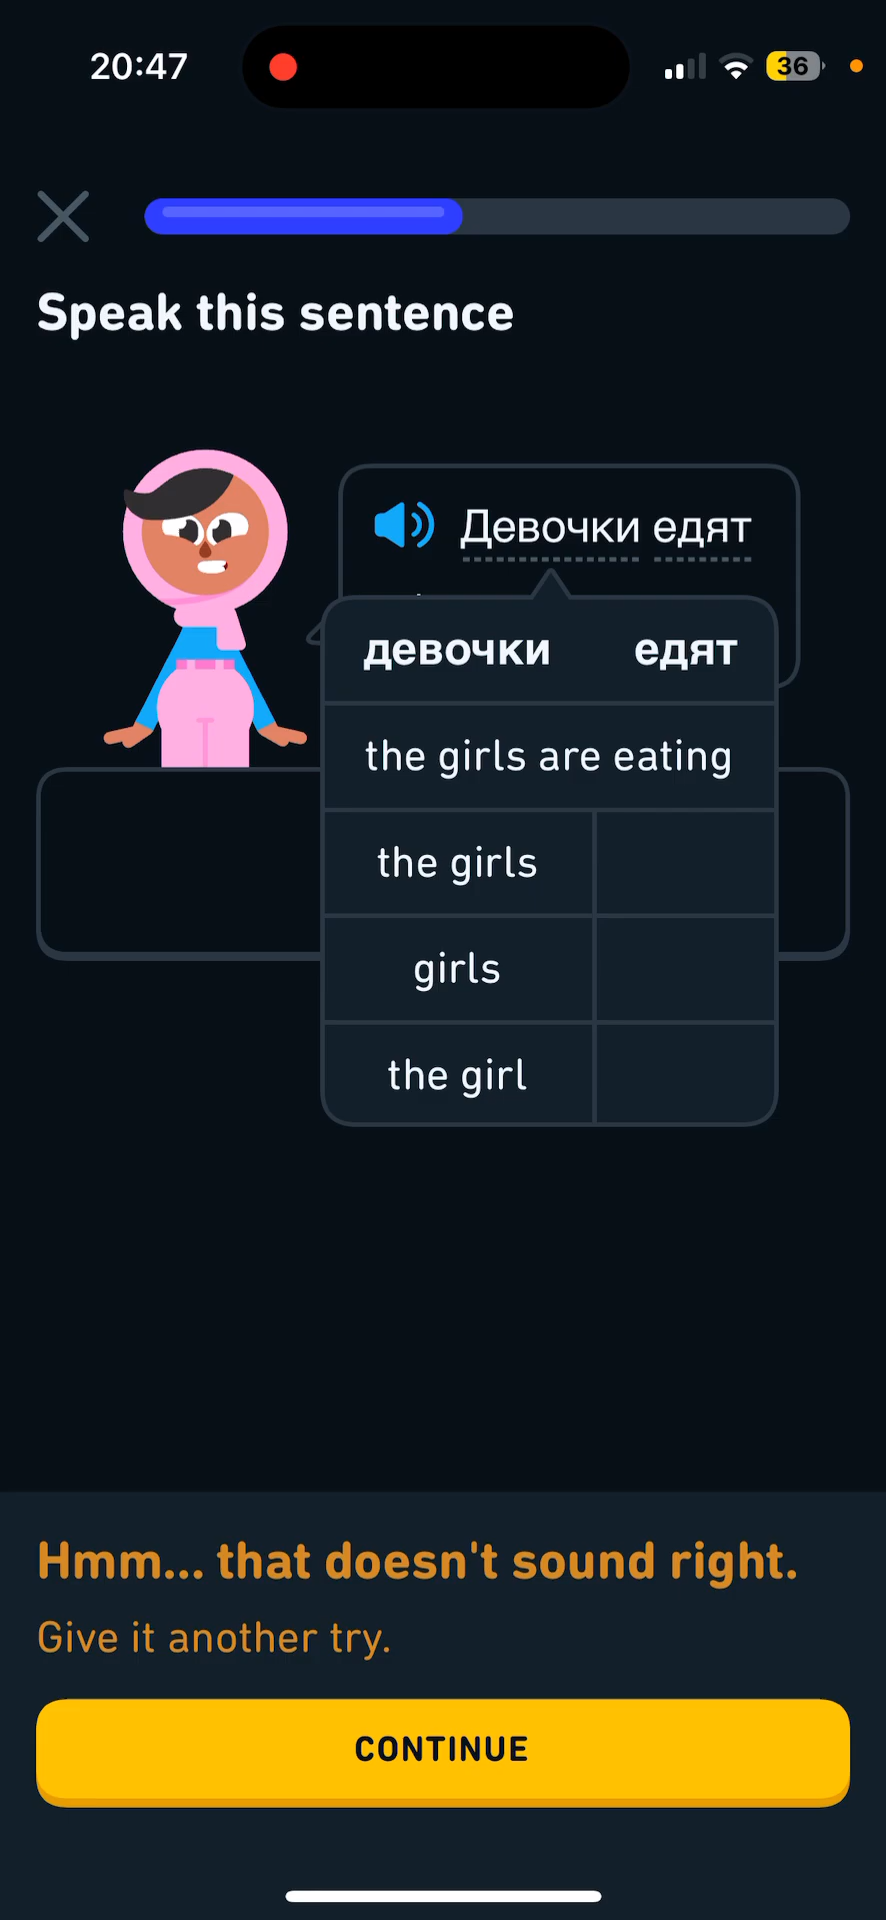 20:47
36
Speak this sentence
Девочки едят
девочки едят
the girls are eating
the girls
girls
the girl
Hmm... that doesn't sound right.
Give it another try.
CONTINUE